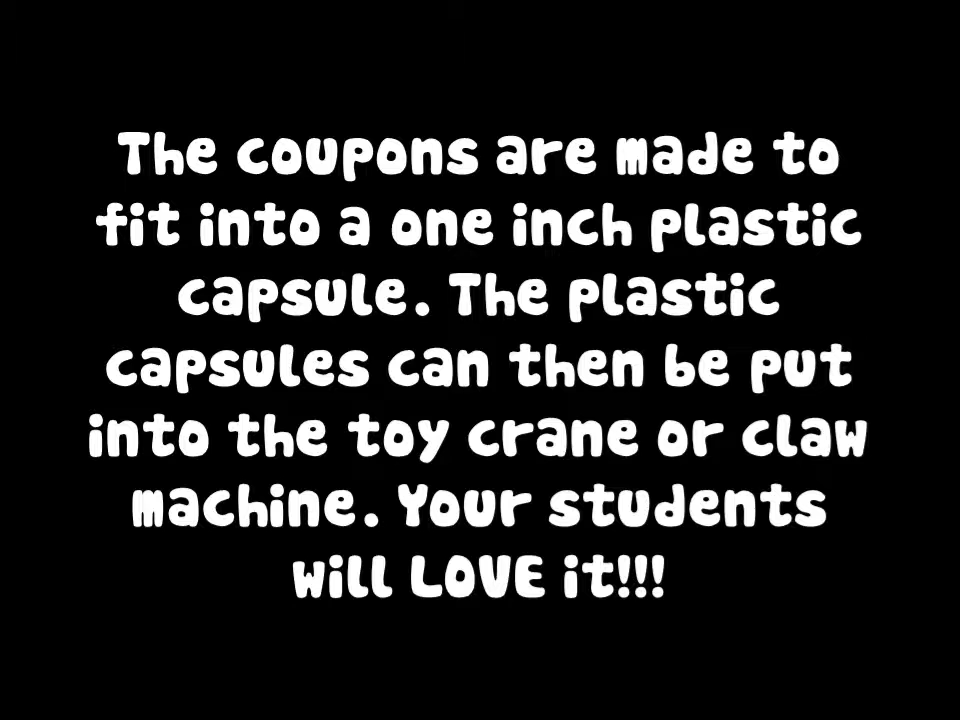 The coupons are made to
fit into a one inch plastic
capsule. The plastic
capsules can then be put
into the toy crane or claw
machine. Your students
will LOVE it!!!